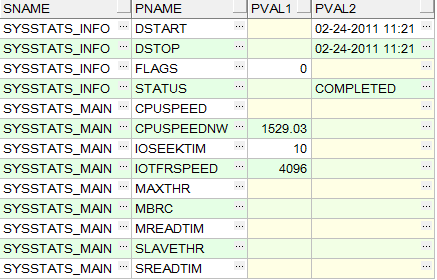 SNAME PNAME PVAL1 PVAL2
SYSSTATS_INFO DSTART 02-24-2011 11:21
SYSSTATS_INFO DSTOP 02-24-2011 11:21
SYSSTATS_INFO FLAGS 0
SYSSTATS_INFO STATUS COMPLETED
SYSSTATS_MAIN CPUSPEED
SYSSTATS_MAIN CPUSPEEDNW 1529.03
SYSSTATS_MAIN IOSEEKTIM 10
SYSSTATS_MAIN IOTFRSPEED 4096
SYSSTATS_MAIN MAXTHR
SYSSTATS_MAIN MBRC
SYSSTATS_MAIN MREADTIM
SYSSTATS_MAIN SLAVETHR
SYSSTATS_MAIN SREADTIM